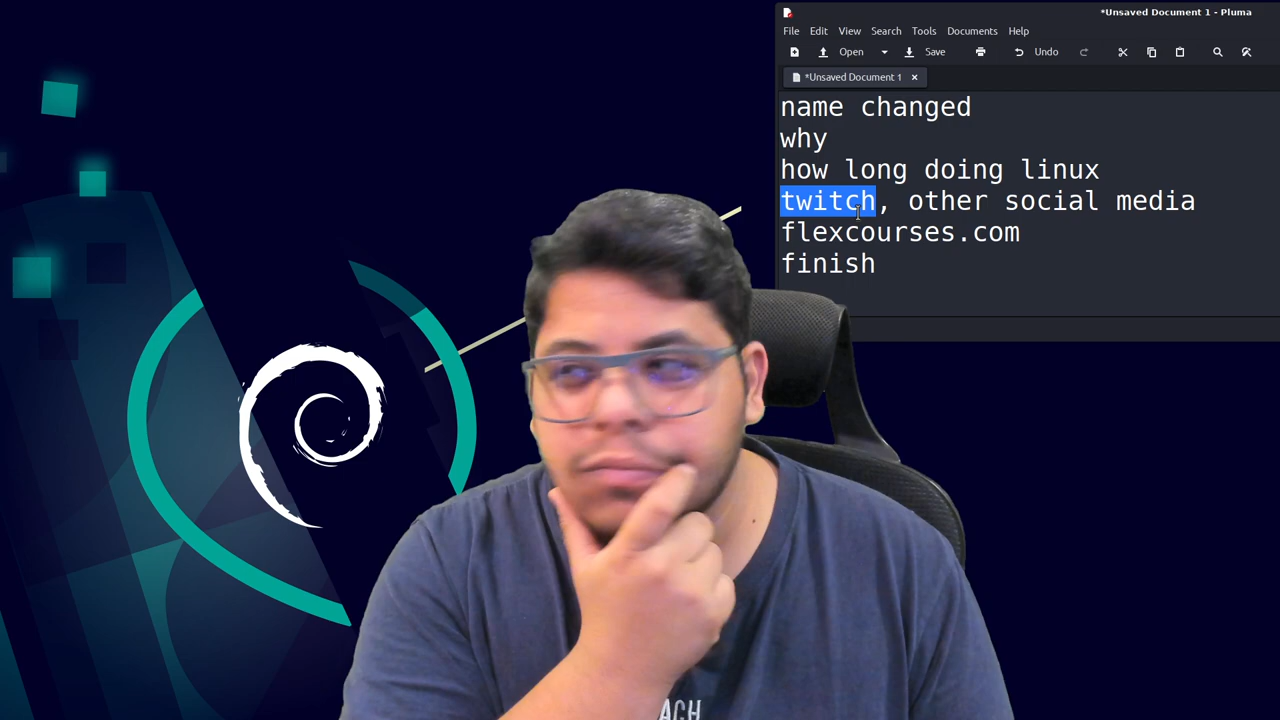 *Unsaved Document 1 - Pluma
File Edit View Search Tools Documents Help
Open Save Undo
*Unsaved Document 1
name changed
why
how long doing linux
twitch, other social media
flexcourses.com
finish